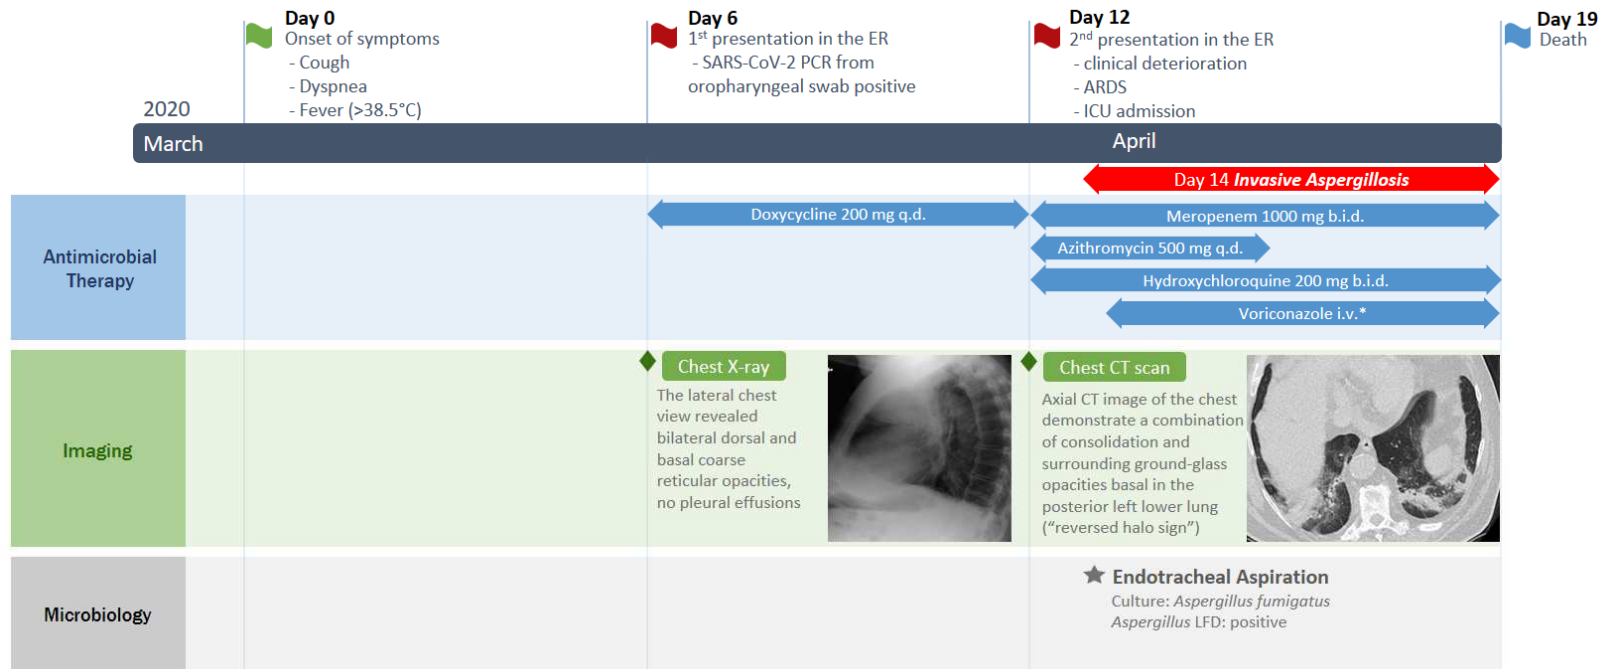 Day 0
Onset of symptoms
- Cough
- Dyspnea
- Fever (>38.5°C)
Day 6
1st presentation in the ER
- SARS-CoV-2 PCR from
oropharyngeal swab positive
Day 12
2nd presentation in the ER
- clinical deterioration
- ARDS
- ICU admission
Day 19
Death
2020
March
April
Day 14 Invasive Aspergillosis
Antimicrobial
Therapy
Doxycycline 200 mg q.d.
Meropenem 1000 mg b.i.d.
Azithromycin 500 mg q.d.
Hydroxychloroquine 200 mg b.i.d.
Voriconazole i.v.*
Imaging
Chest X-ray
The lateral chest
view revealed
bilateral dorsal and
basal coarse
reticular opacities,
no pleural effusions
Chest CT scan
Axial CT image of the chest
demonstrate a combination
of consolidation and
surrounding ground-glass
opacities basal in the
posterior left lower lung
(“reversed halo sign”)
Microbiology
Endotracheal Aspiration
Culture: Aspergillus fumigatus
Aspergillus LFD: positive